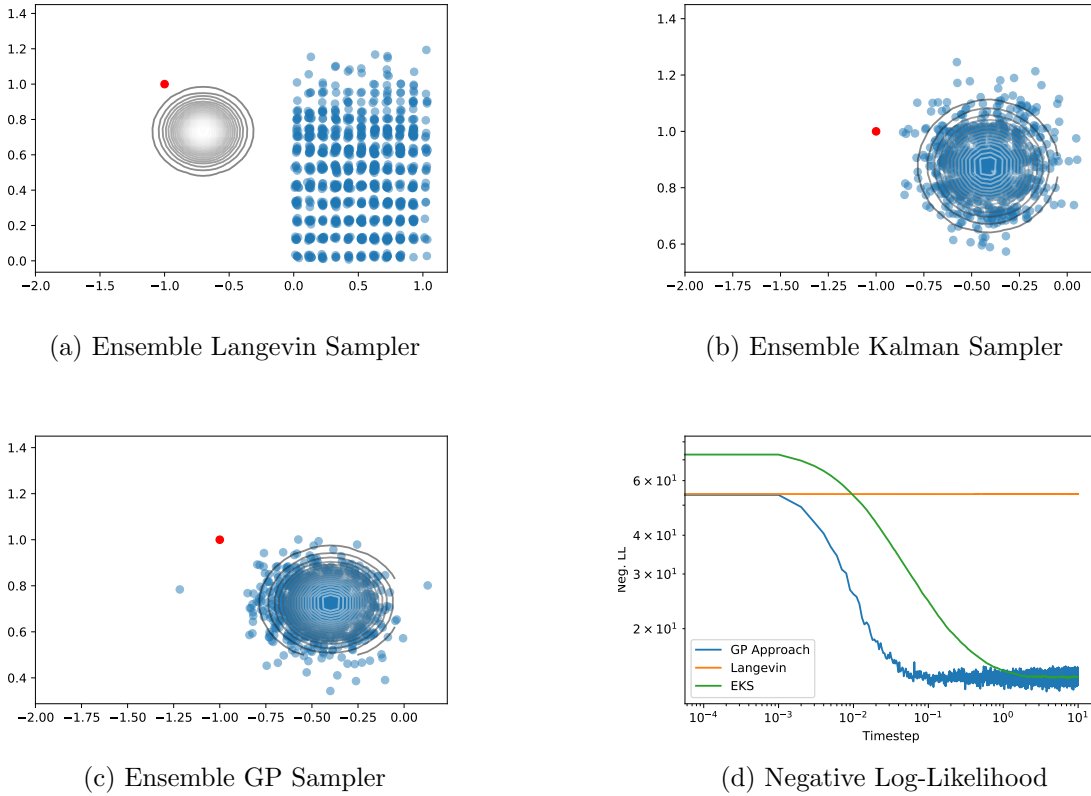 1.4
1.2
1.0
0.8
0.6
0.4
0.2
0.0
−2.0 −1.5 −1.0 −0.5 0.0 0.5 1.0
(a) Ensemble Langevin Sampler
1.4
1.2
1.0
0.8
0.6
−2.00 −1.75 −1.50 −1.25 −1.00 −0.75 −0.50 −0.25 0.00
(b) Ensemble Kalman Sampler
1.4
1.2
1.0
0.8
0.6
0.4
−2.00 −1.75 −1.50 −1.25 −1.00 −0.75 −0.50 −0.25 0.00
(c) Ensemble GP Sampler
Neg. LL
6 × 10¹
4 × 10¹
3 × 10¹
2 × 10¹
GP Approach
Langevin
EKS
10⁻⁴ 10⁻³ 10⁻² 10⁻¹ 10⁰ 10¹
Timestep
(d) Negative Log-Likelihood